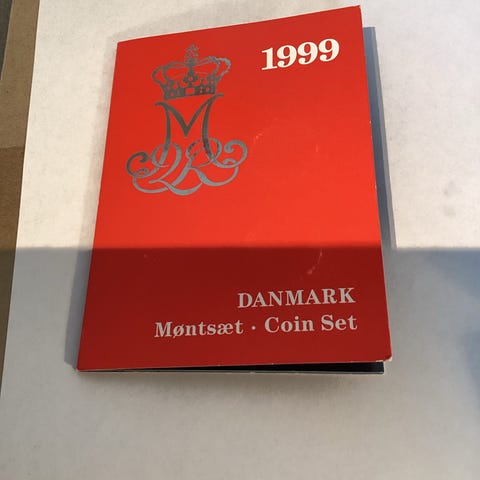 1999
DANMARK
Møntsæt · Coin Set